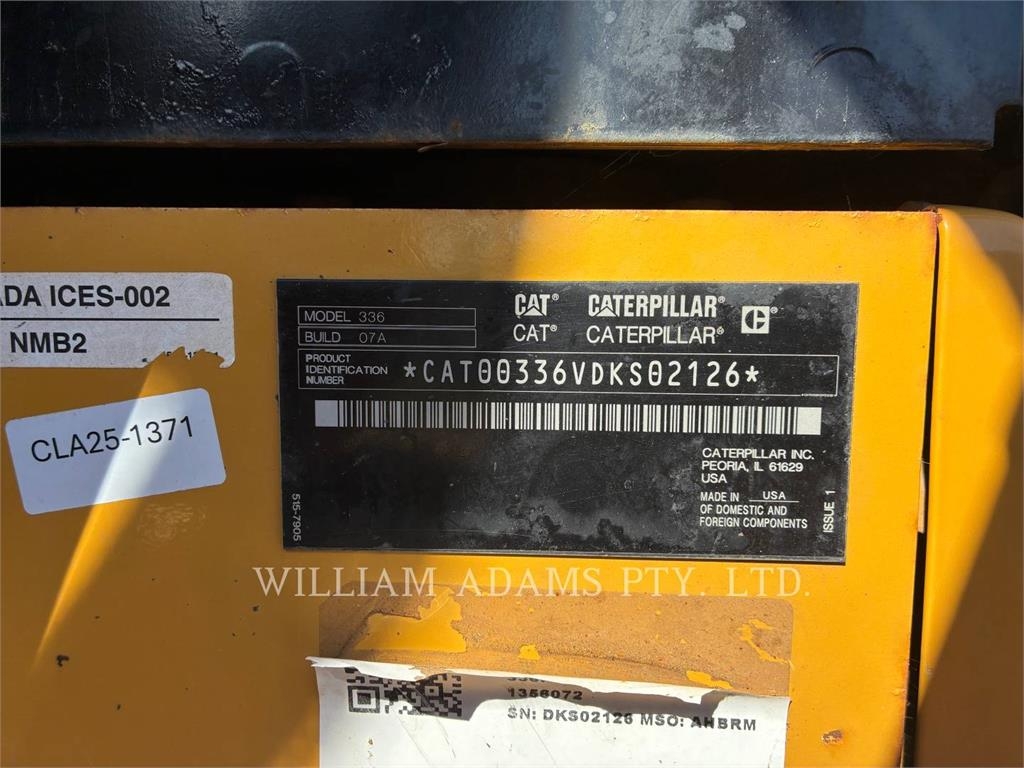 ADA ICES-002
NMB2
CLA25-1371
MODEL 336
BUILD 07A
CAT® CATERPILLAR®
CAT® CATERPILLAR®
PRODUCT
IDENTIFICATION
NUMBER
*CAT00336VDKS02126*
CATERPILLAR INC.
PEORIA, IL 61629
USA
MADE IN USA
OF DOMESTIC AND
FOREIGN COMPONENTS
ISSUE 1
515-7905
WILLIAM ADAMS PTY. LTD.
1356072
SN: DKS02126 MSO: AHBRM